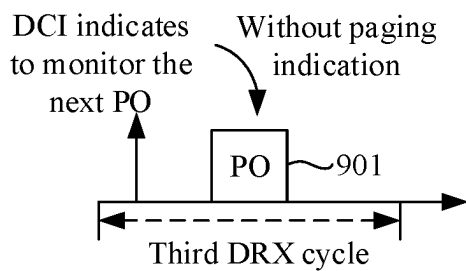 DCI indicates
to monitor the
next PO
Without paging
indication
PO
901
Third DRX cycle